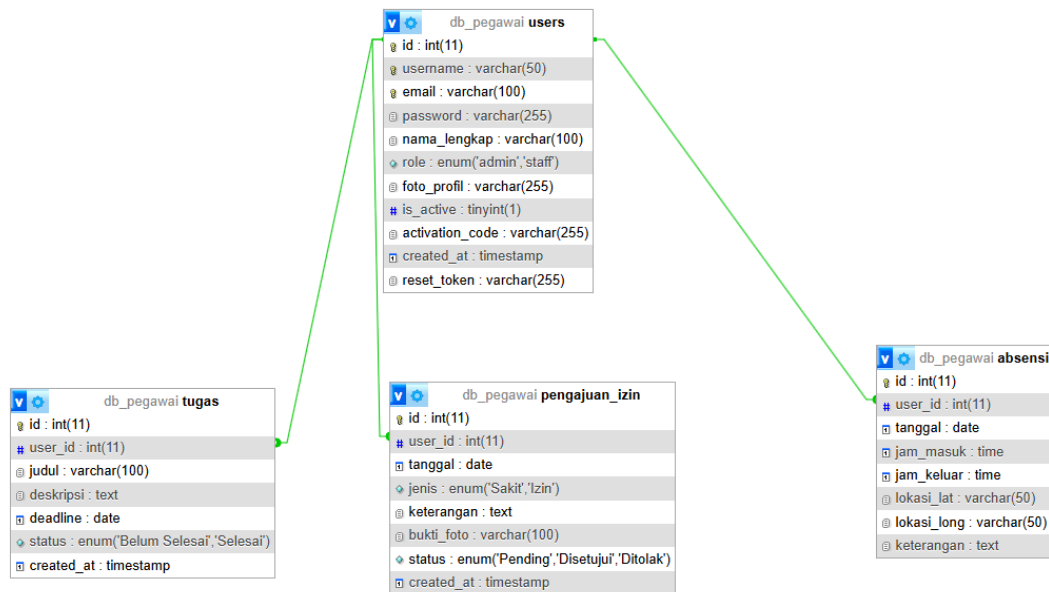 v db_pegawai users
id : int(11)
username : varchar(50)
email : varchar(100)
password : varchar(255)
nama_lengkap : varchar(100)
role : enum('admin','staff')
foto_profil : varchar(255)
# is_active : tinyint(1)
activation_code : varchar(255)
created_at : timestamp
reset_token : varchar(255)
v db_pegawai tugas
id : int(11)
# user_id : int(11)
judul : varchar(100)
deskripsi : text
deadline : date
status : enum('Belum Selesai','Selesai')
created_at : timestamp
v db_pegawai pengajuan_izin
id : int(11)
# user_id : int(11)
tanggal : date
jenis : enum('Sakit','Izin')
keterangan : text
bukti_foto : varchar(100)
status : enum('Pending','Disetujui','Ditolak')
created_at : timestamp
v db_pegawai absensi
id : int(11)
# user_id : int(11)
tanggal : date
jam_masuk : time
jam_keluar : time
lokasi_lat : varchar(50)
lokasi_long : varchar(50)
keterangan : text